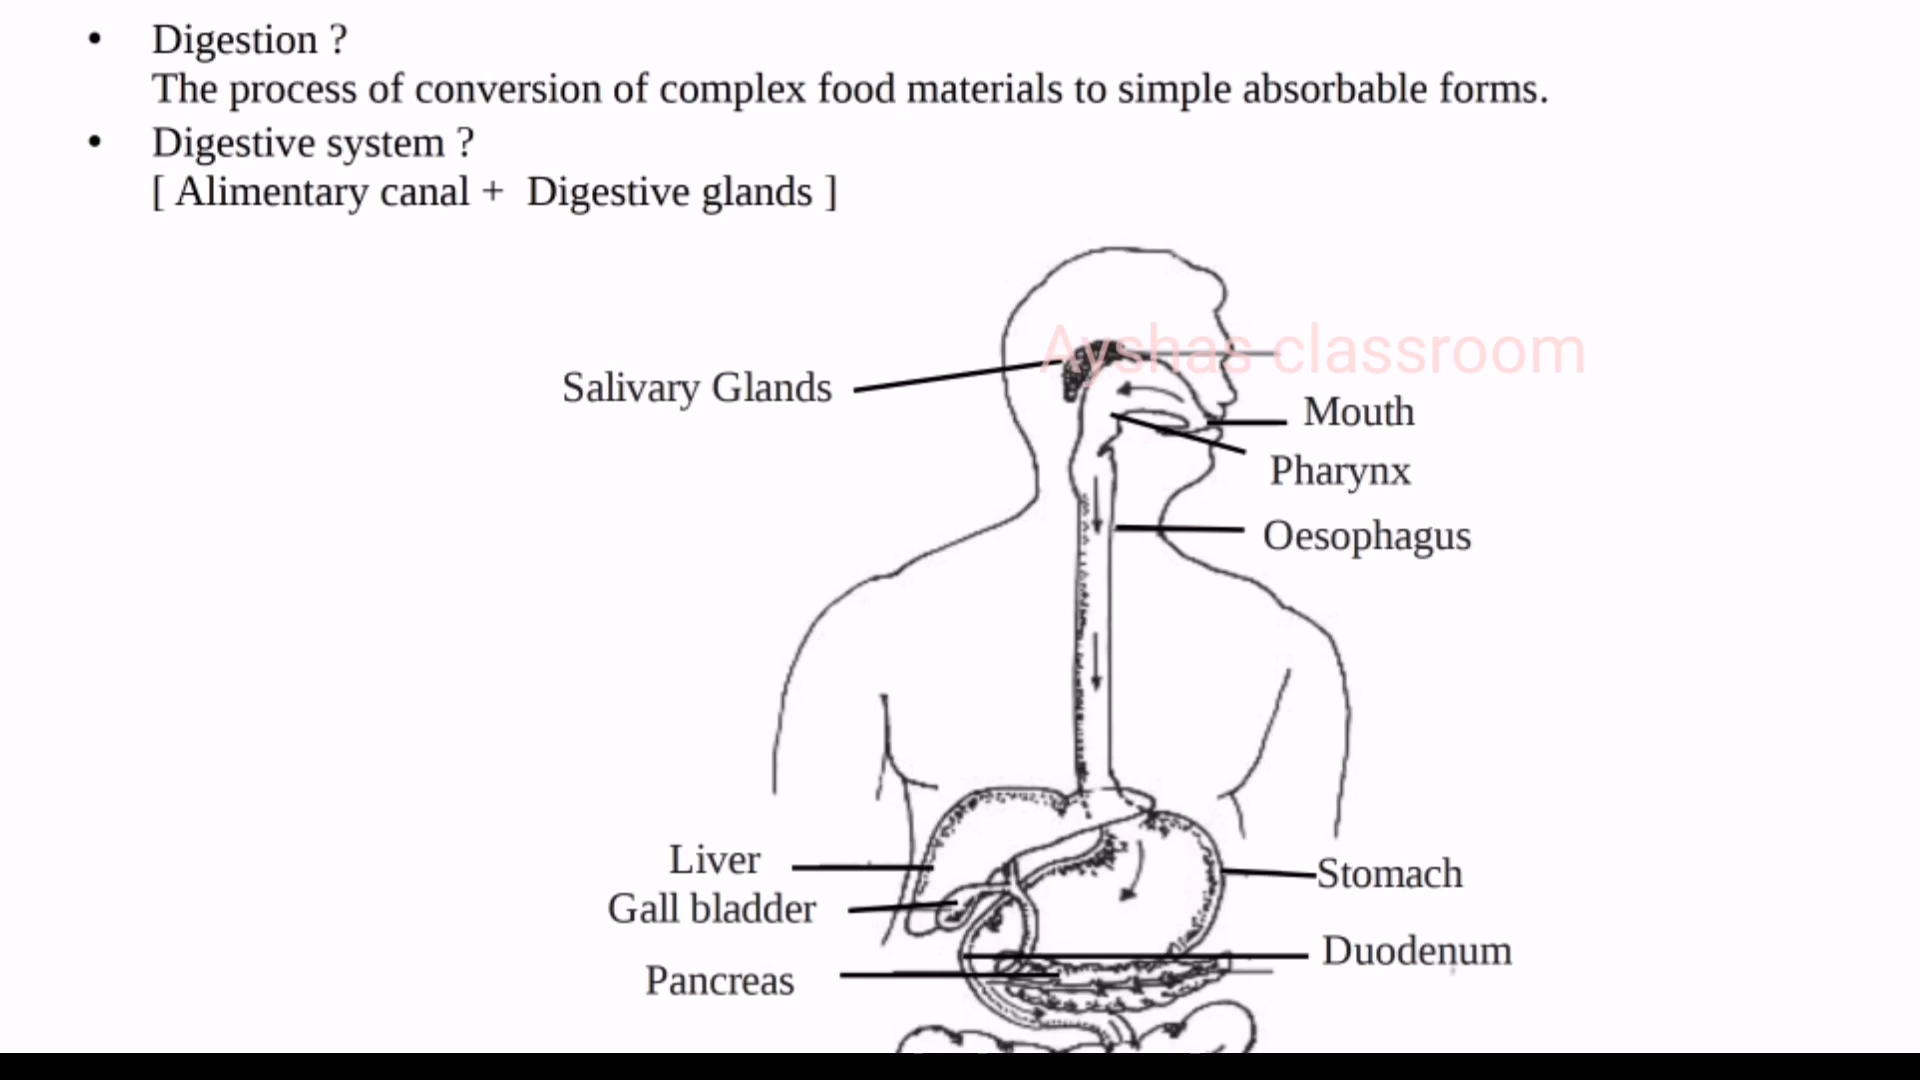 • Digestion ?
The process of conversion of complex food materials to simple absorbable forms.
• Digestive system ?
[ Alimentary canal + Digestive glands ]
Ayshas classroom
Salivary Glands
Mouth
Pharynx
Oesophagus
Liver
Stomach
Gall bladder
Duodenum
Pancreas